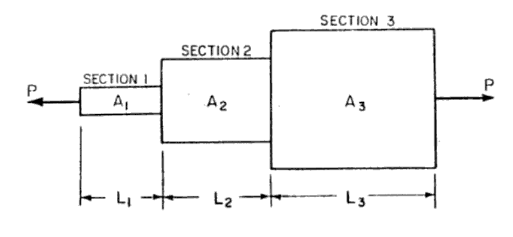 SECTION 3
SECTION 2
SECTION 1
P
A₁
A₂
A₃
P
L₁
L₂
L₃